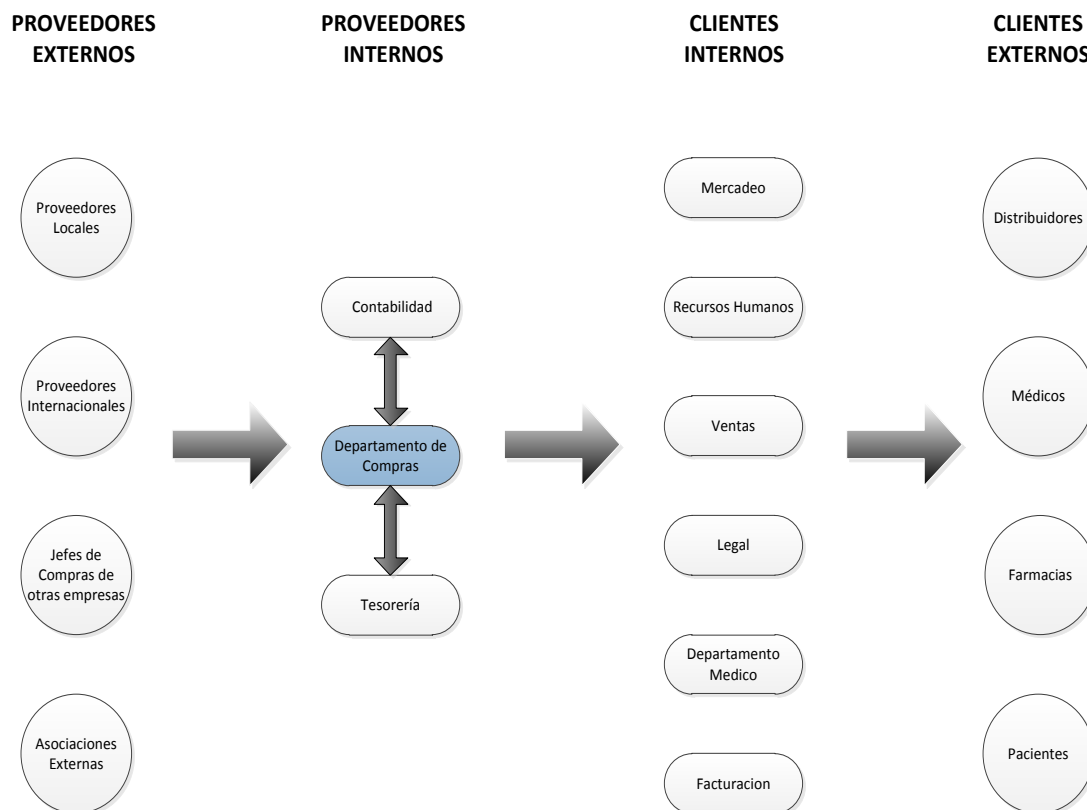 PROVEEDORES
EXTERNOS
PROVEEDORES
INTERNOS
CLIENTES
INTERNOS
CLIENTES
EXTERNOS
Proveedores
Locales
Proveedores
Internacionales
Jefes de
Compras de
otras empresas
Asociaciones
Externas
Contabilidad
Departamento de
Compras
Tesorería
Mercadeo
Recursos Humanos
Ventas
Legal
Departamento
Medico
Facturacion
Distribuidores
Médicos
Farmacias
Pacientes